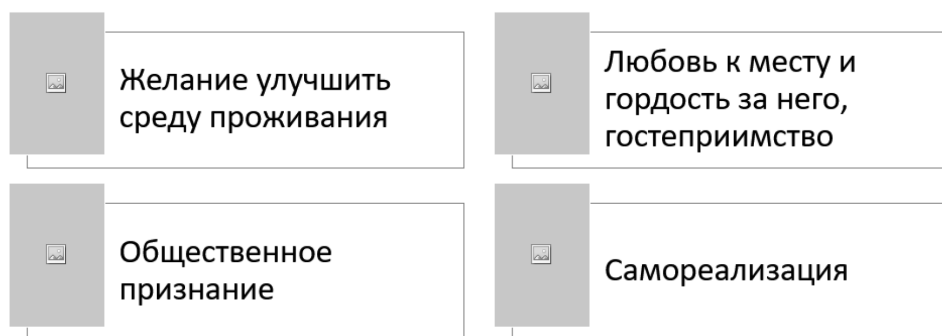 Желание улучшить
среду проживания
Любовь к месту и
гордость за него,
гостеприимство
Общественное
признание
Самореализация